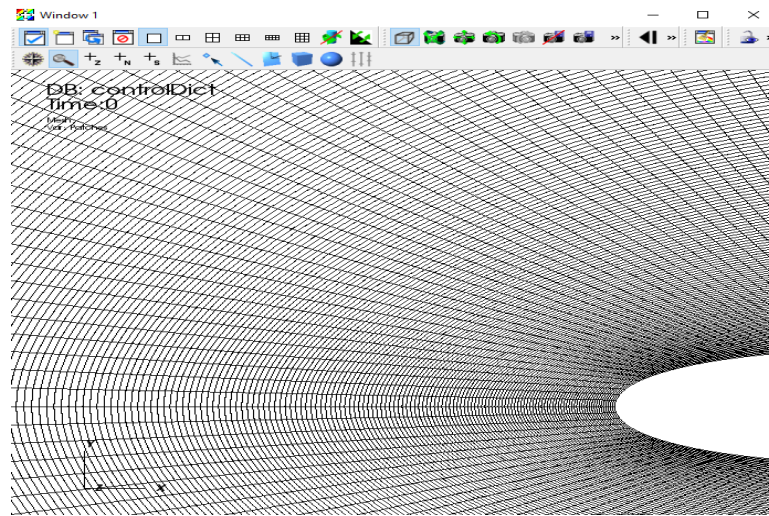 Window 1
DB: controlDict
Time:0
Mesh
Var: Patches
Y
Z X